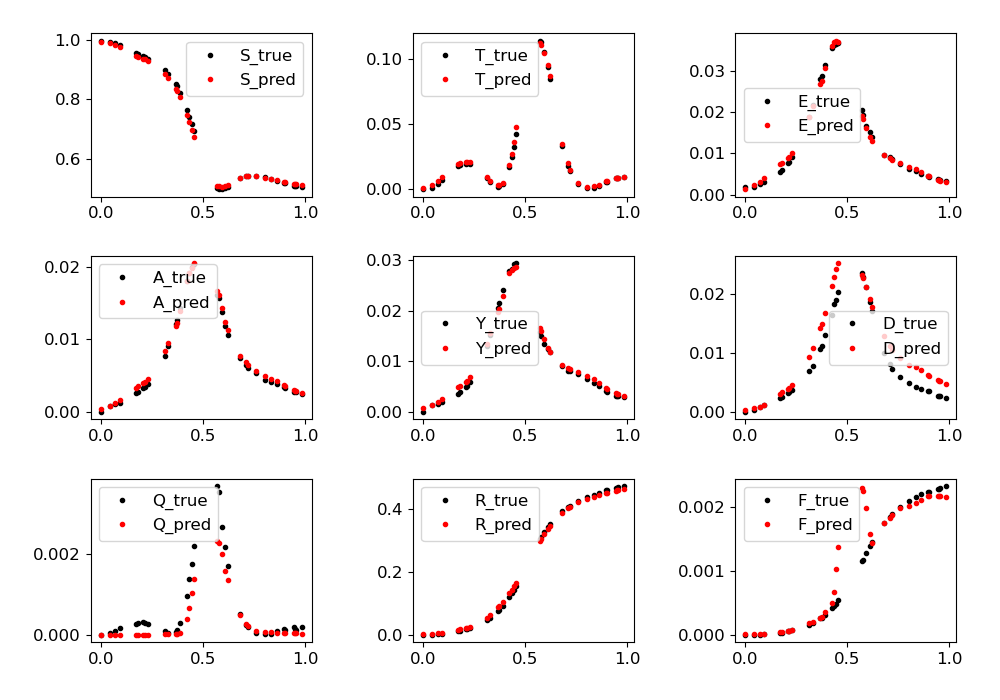 1.0
0.8
0.6
0.0 0.5 1.0
S_true
S_pred
0.10
0.05
0.00
0.0 0.5 1.0
T_true
T_pred
0.03
0.02
0.01
0.00
0.0 0.5 1.0
E_true
E_pred
0.02
0.01
0.00
0.0 0.5 1.0
A_true
A_pred
0.03
0.02
0.01
0.00
0.0 0.5 1.0
Y_true
Y_pred
0.02
0.01
0.00
0.0 0.5 1.0
D_true
D_pred
0.002
0.000
0.0 0.5 1.0
Q_true
Q_pred
0.4
0.2
0.0
0.0 0.5 1.0
R_true
R_pred
0.002
0.001
0.000
0.0 0.5 1.0
F_true
F_pred